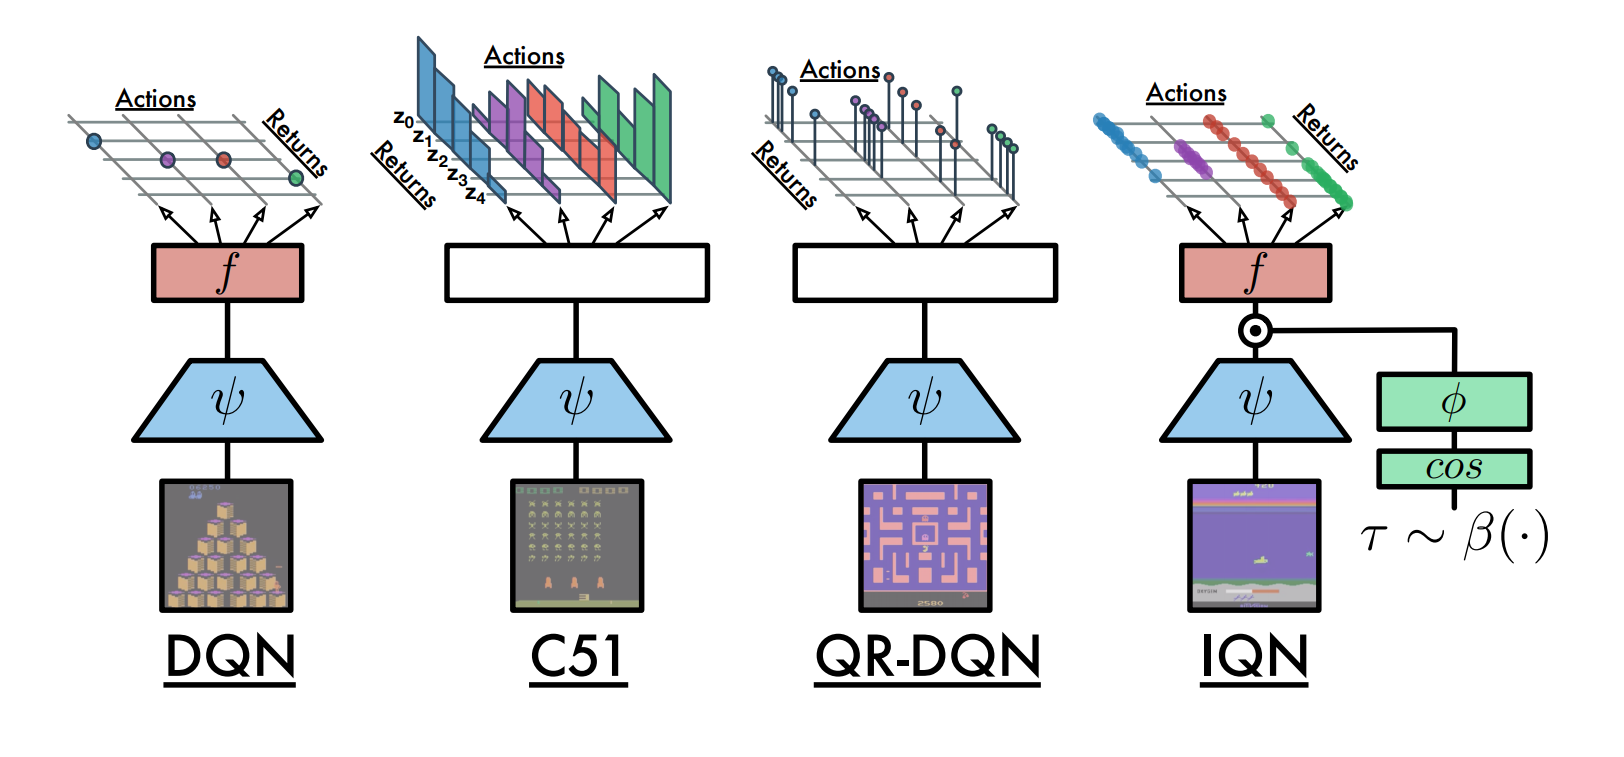 Actions
Returns
f
ψ
DQN
Actions
z0
z1
z2
z3
z4
Returns
ψ
C51
Actions
Returns
ψ
2580
QR-DQN
Actions
Returns
f
ψ
ϕ
cos
τ ∼ β(·)
IQN